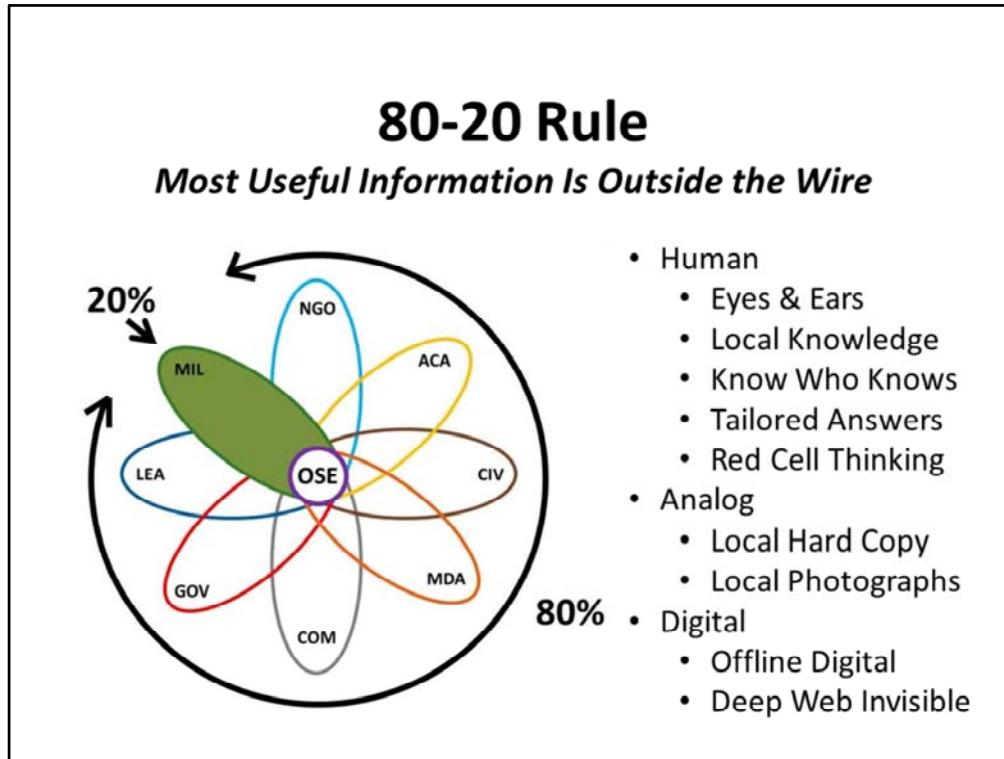 80-20 Rule
Most Useful Information Is Outside the Wire
20%
NGO
MIL
ACA
LEA
OSE
CIV
GOV
MDA
COM
80%
• Human
• Eyes & Ears
• Local Knowledge
• Know Who Knows
• Tailored Answers
• Red Cell Thinking
• Analog
• Local Hard Copy
• Local Photographs
• Digital
• Offline Digital
• Deep Web Invisible